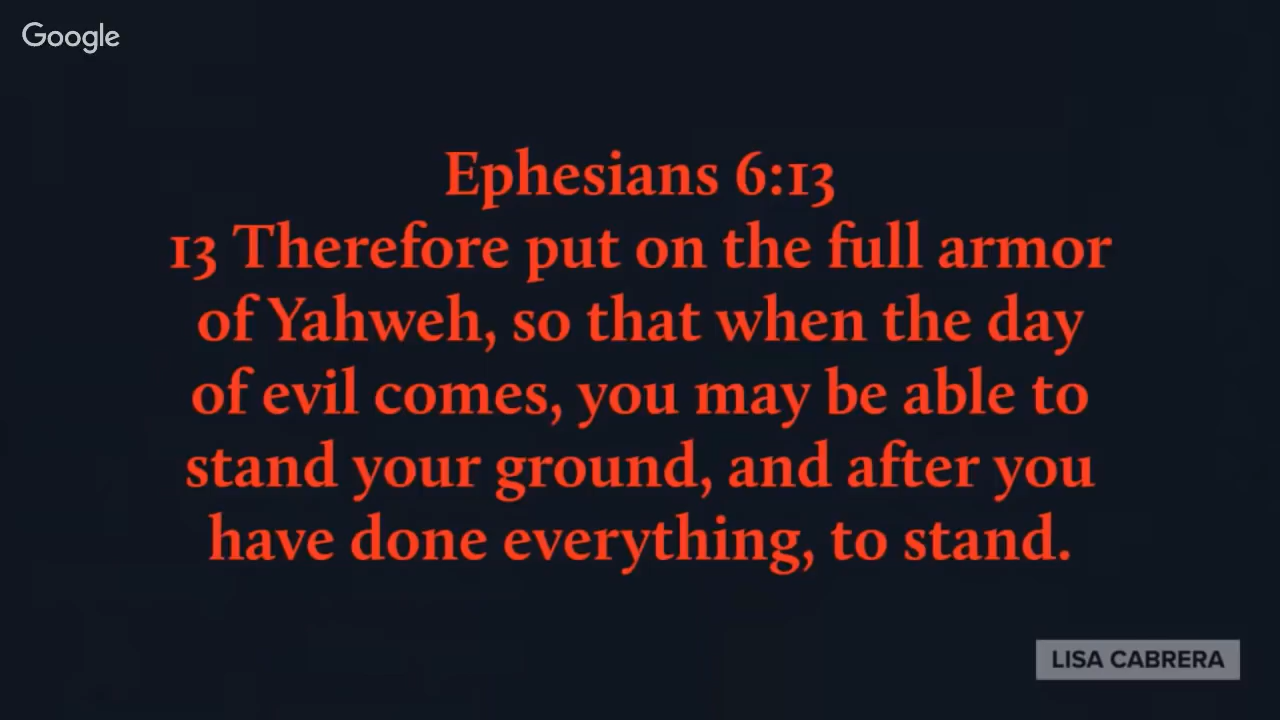 Google
Ephesians 6:13
13 Therefore put on the full armor
of Yahweh, so that when the day
of evil comes, you may be able to
stand your ground, and after you
have done everything, to stand.
LISA CABRERA